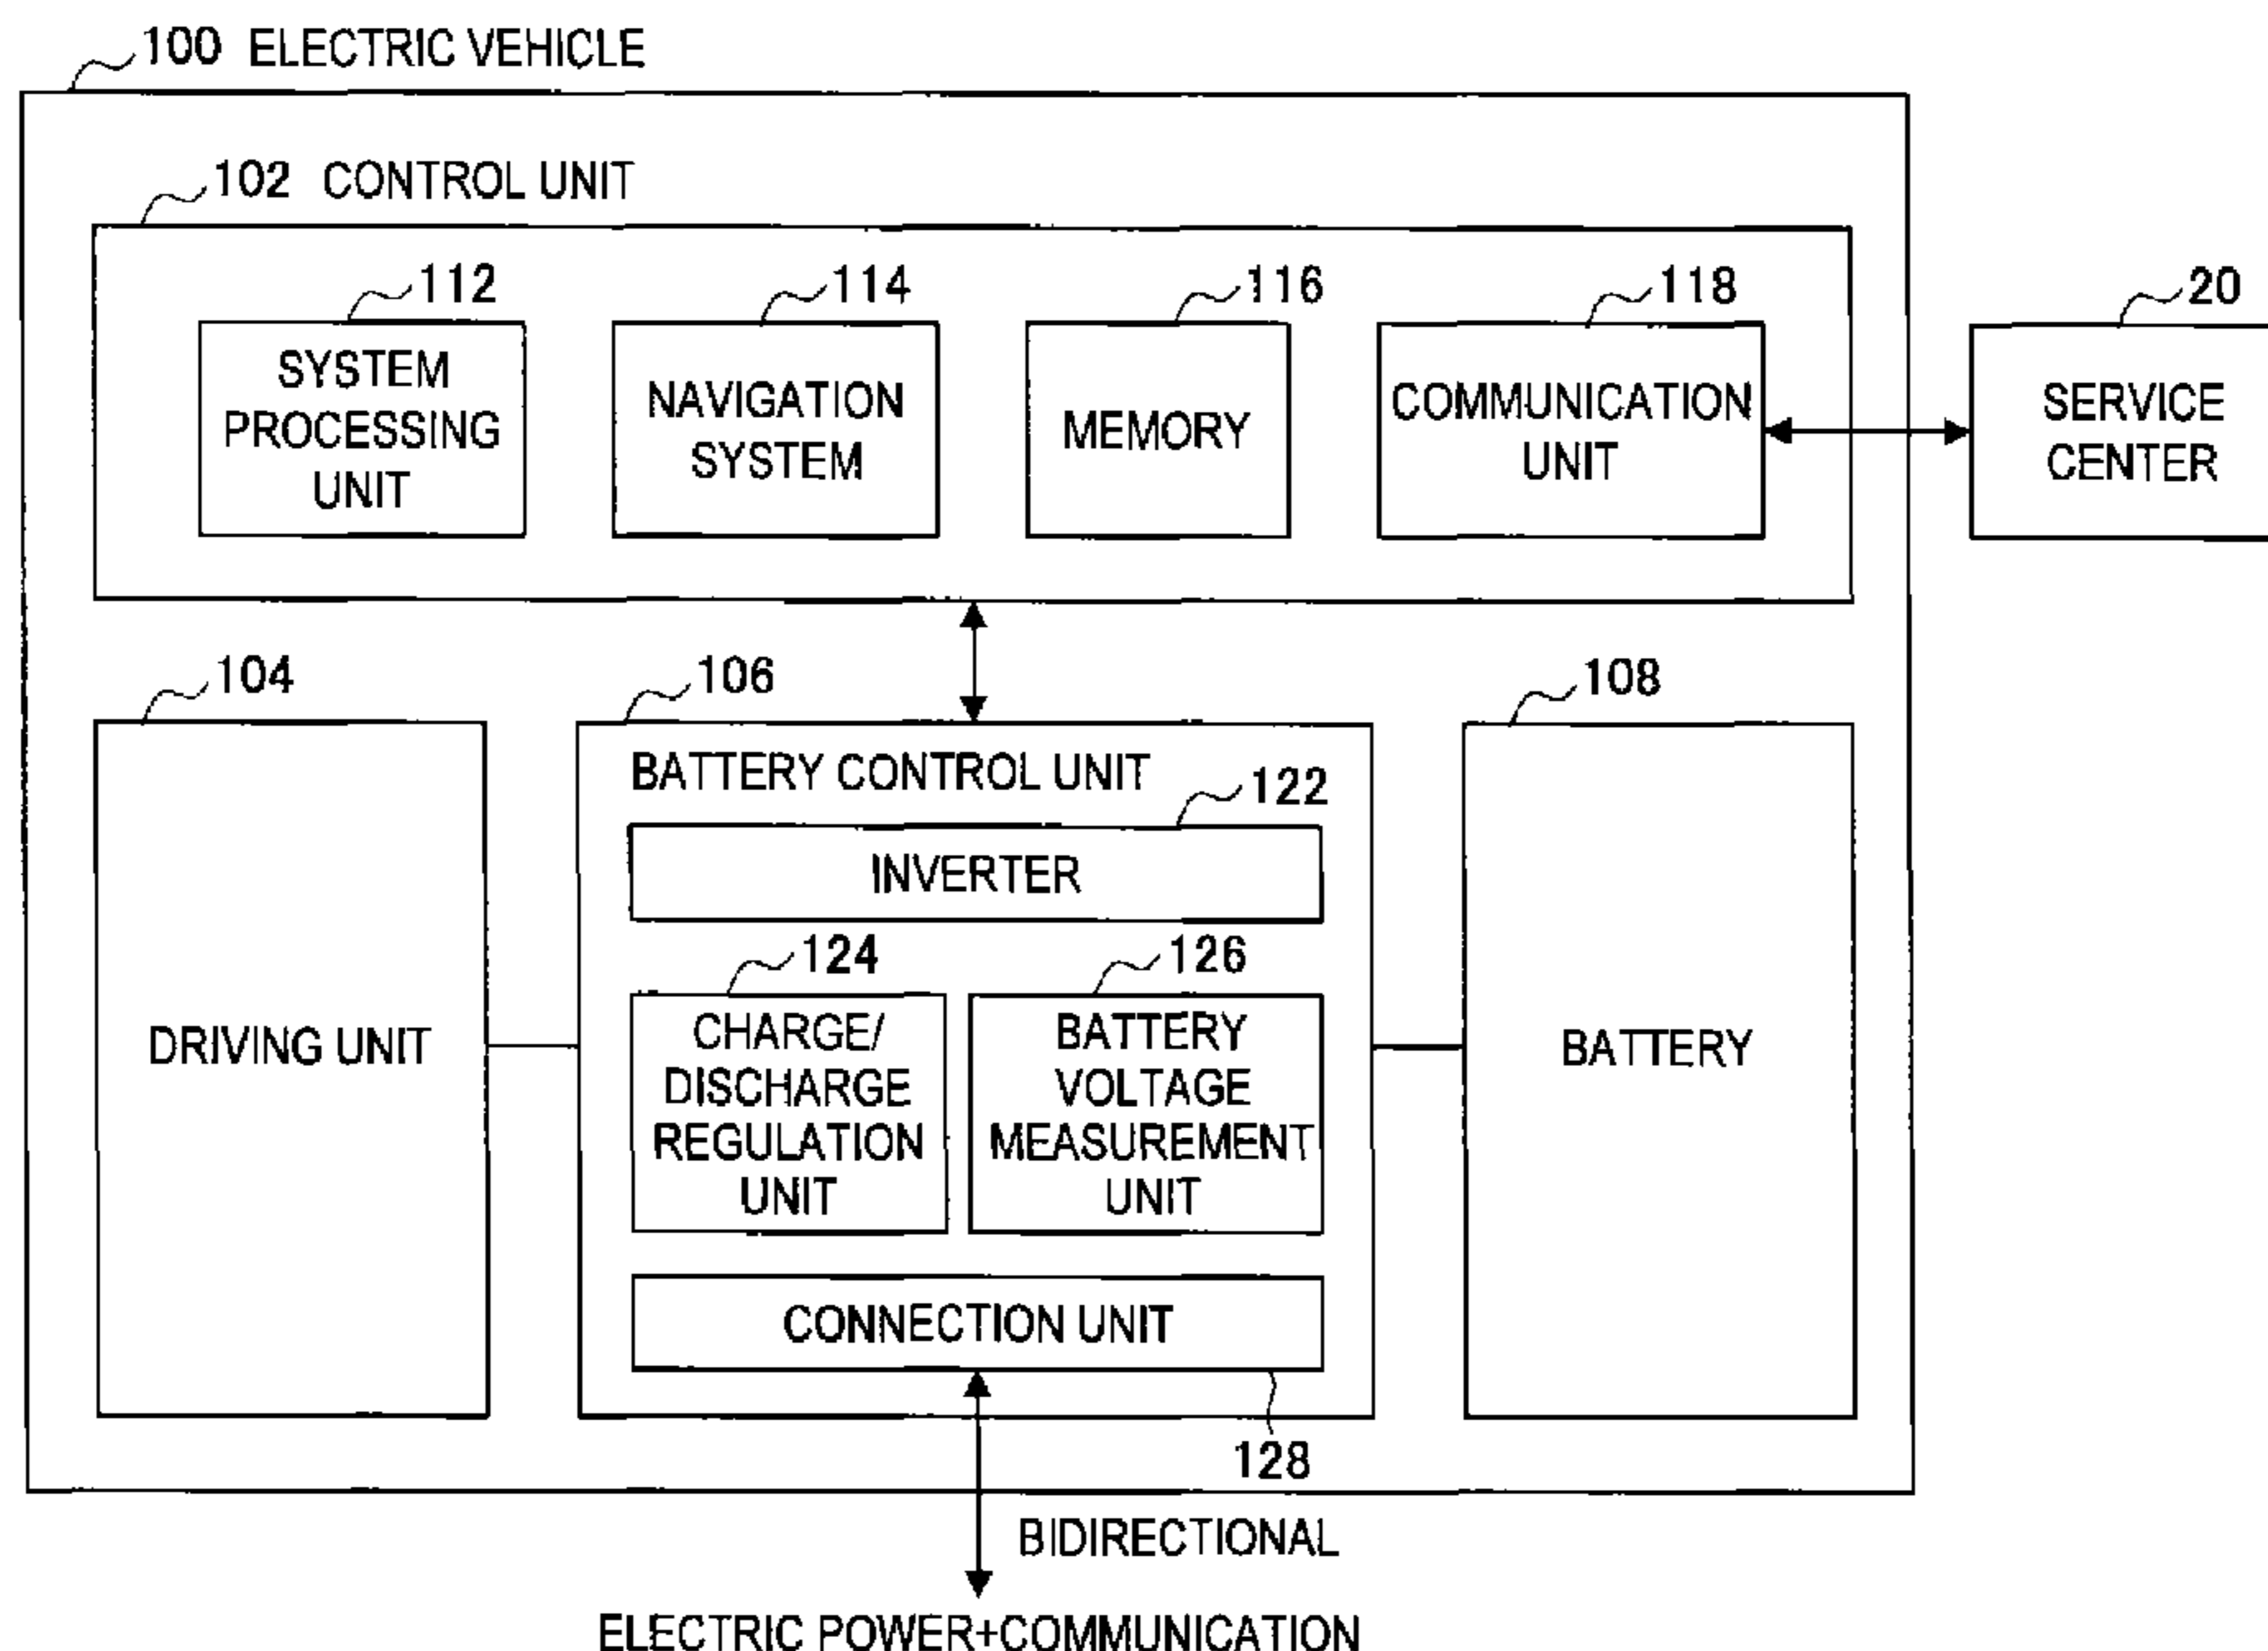 100 ELECTRIC VEHICLE
102 CONTROL UNIT
112
SYSTEM
PROCESSING
UNIT
114
NAVIGATION
SYSTEM
116
MEMORY
118
COMMUNICATION
UNIT
20
SERVICE
CENTER
104
DRIVING UNIT
106
BATTERY CONTROL UNIT
122
INVERTER
124
CHARGE/
DISCHARGE
REGULATION
UNIT
126
BATTERY
VOLTAGE
MEASUREMENT
UNIT
CONNECTION UNIT
128
108
BATTERY
BIDIRECTIONAL
ELECTRIC POWER+COMMUNICATION